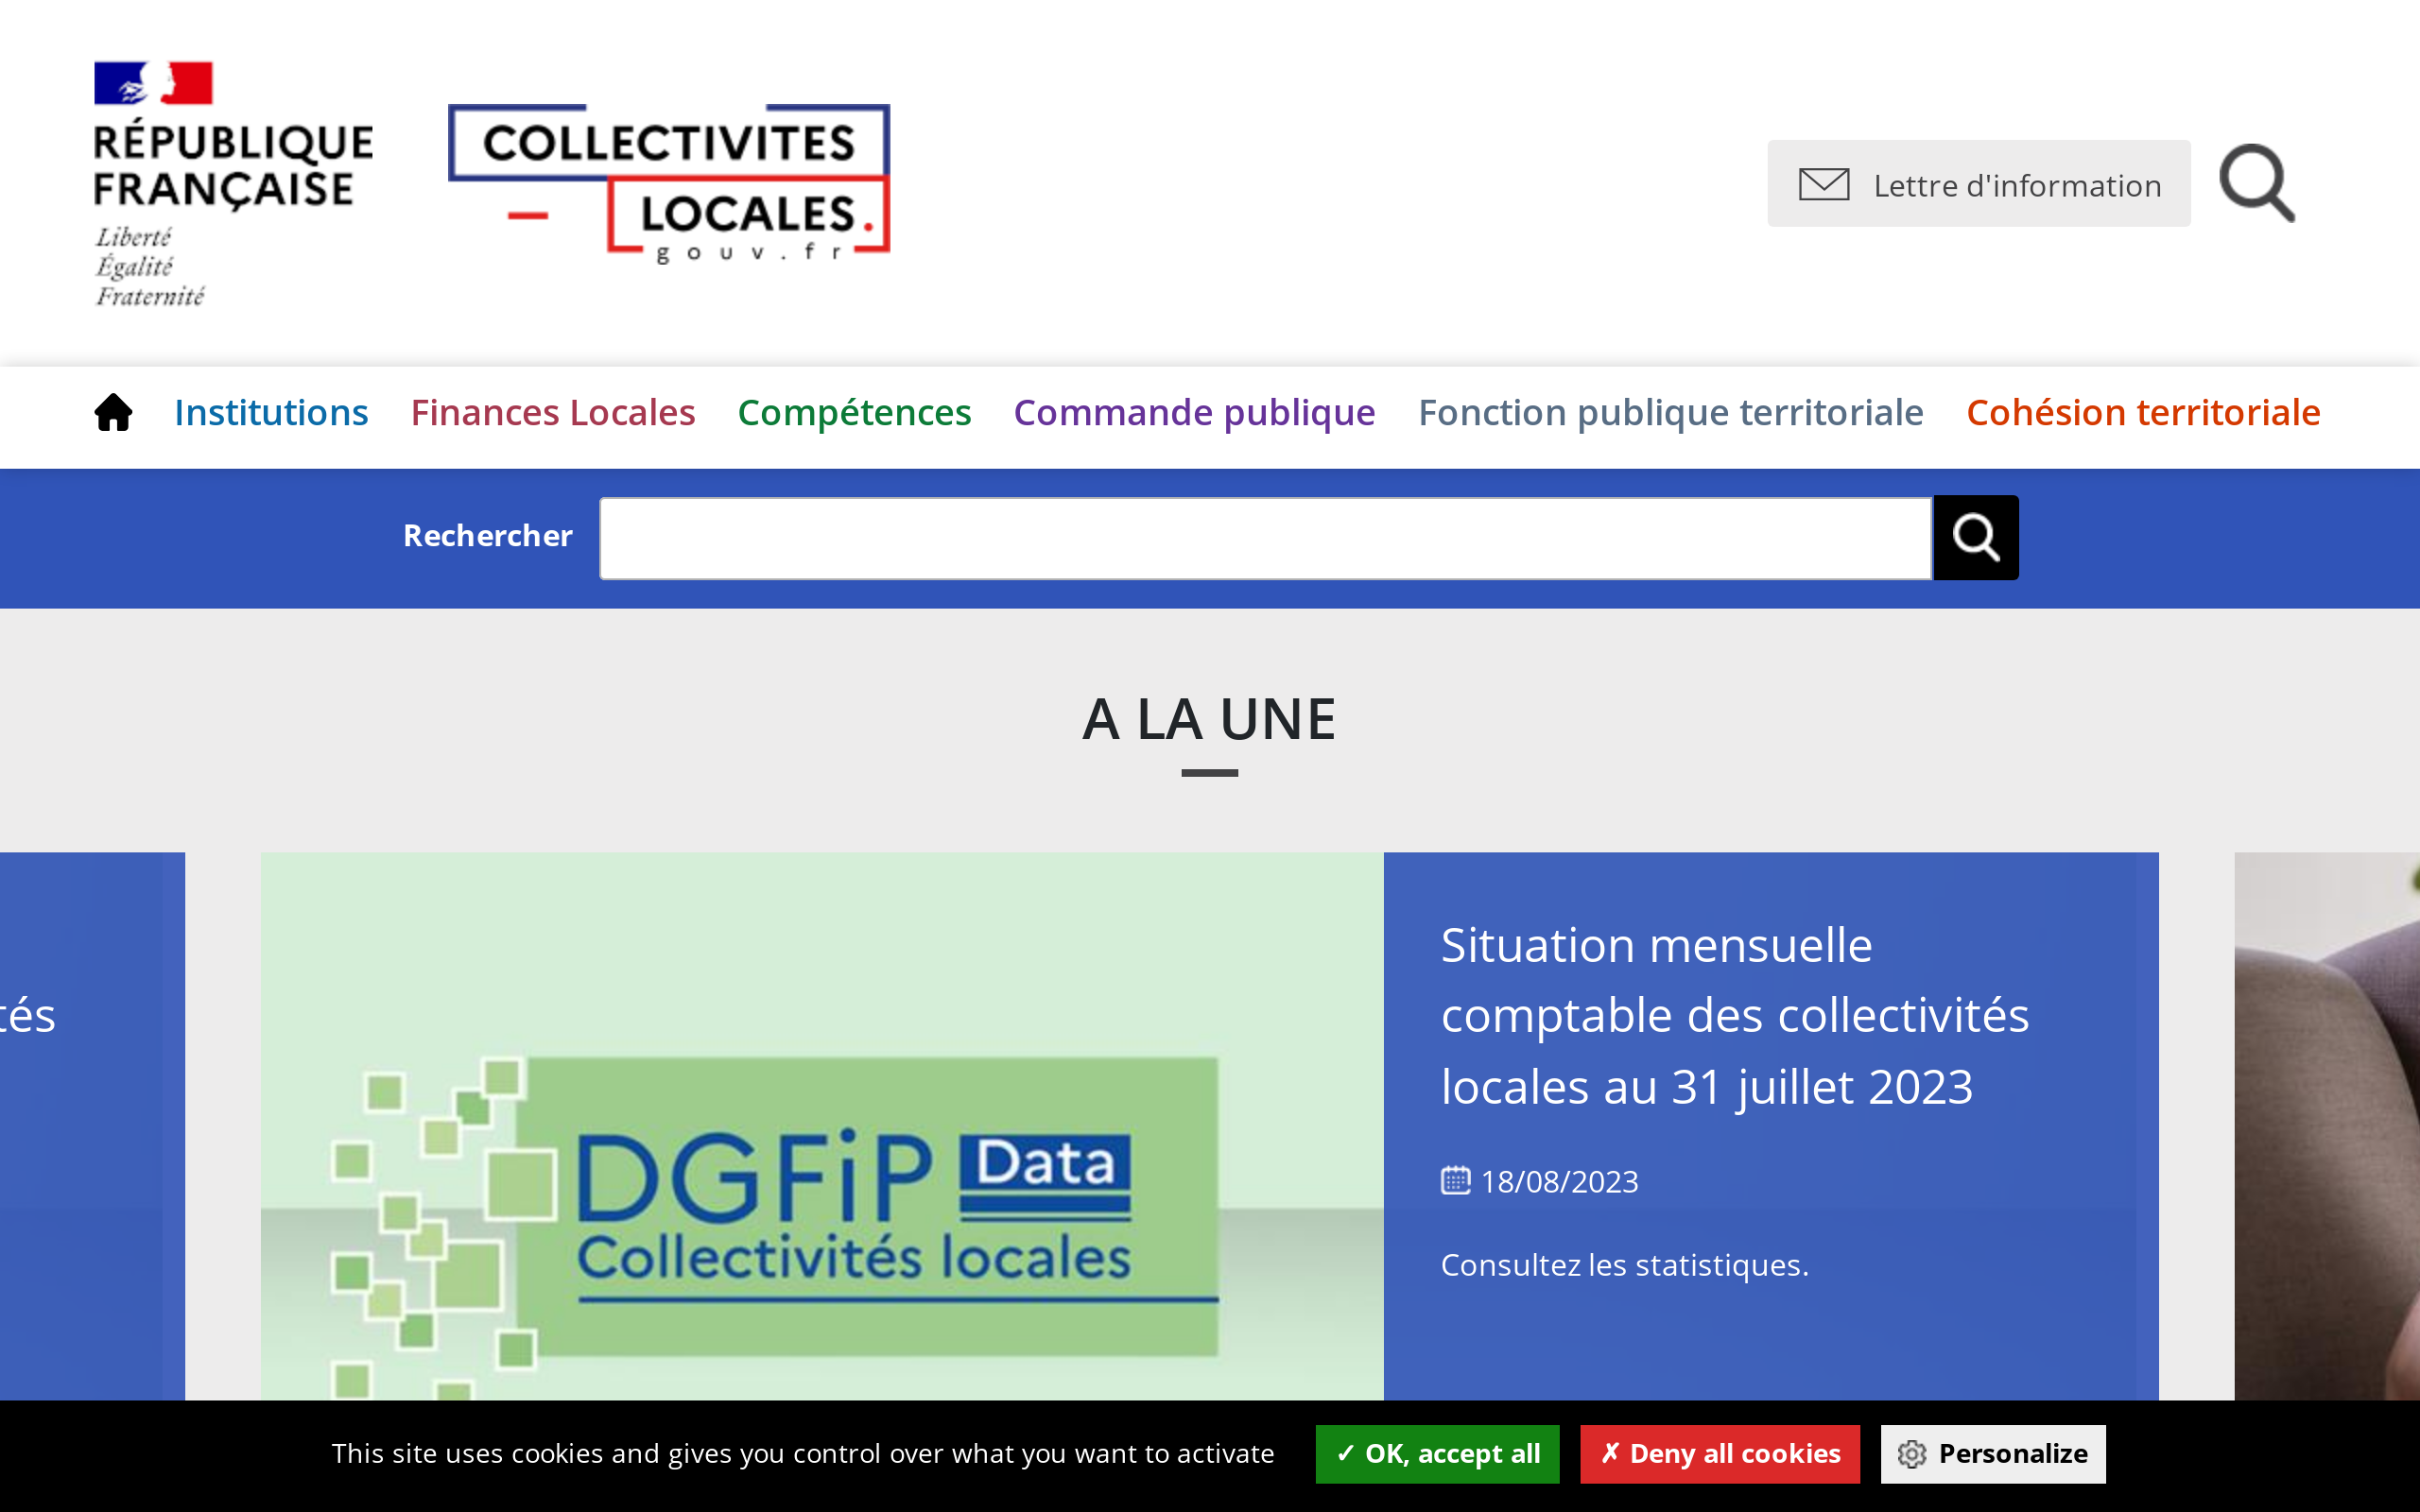 RÉPUBLIQUE
FRANÇAISE
Liberté
Égalité
Fraternité
COLLECTIVITES
LOCALES.
gouv.fr
Lettre d'information
Institutions Finances Locales Compétences Commande publique Fonction publique territoriale Cohésion territoriale
Rechercher
A LA UNE
tés
DGFiP Data
Collectivités locales
Situation mensuelle
comptable des collectivités
locales au 31 juillet 2023
18/08/2023
Consultez les statistiques.
This site uses cookies and gives you control over what you want to activate
✓ OK, accept all
✗ Deny all cookies
Personalize